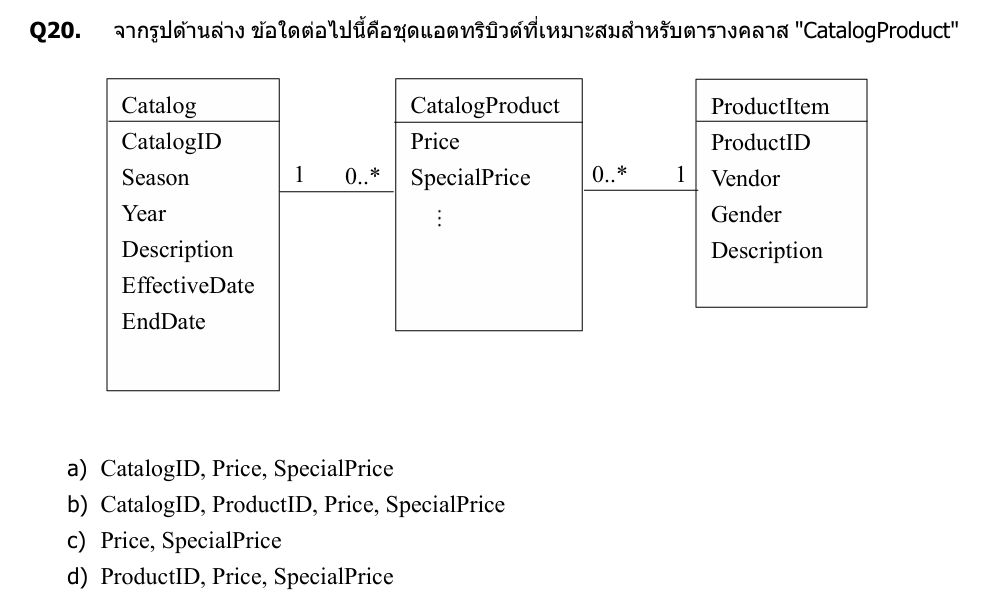 Q20. จากรูปด้านล่าง ข้อใดต่อไปนี้คือชุดแอตทริบิวต์ที่เหมาะสมสำหรับตารางคลาส "CatalogProduct"
Catalog
CatalogID
Season
Year
Description
EffectiveDate
EndDate
1 0..*
CatalogProduct
Price
SpecialPrice
⋮
0..* 1
ProductItem
ProductID
Vendor
Gender
Description
a) CatalogID, Price, SpecialPrice
b) CatalogID, ProductID, Price, SpecialPrice
c) Price, SpecialPrice
d) ProductID, Price, SpecialPrice